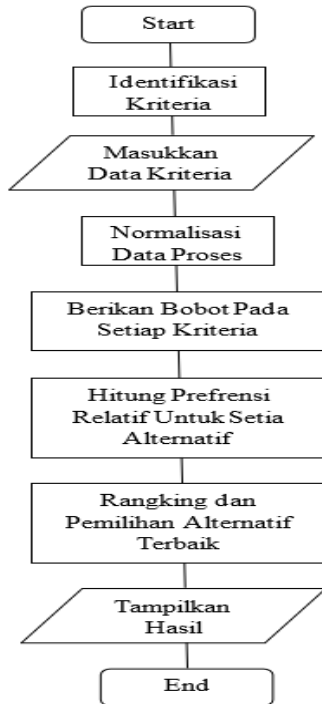 Start
Identifikasi
Kriteria
Masukkan
Data Kriteria
Normalisasi
Data Proses
Berikan Bobot Pada
Setiap Kriteria
Hitung Prefrensi
Relatif Untuk Setia
Alternatif
Rangking dan
Pemilihan Alternatif
Terbaik
Tampilkan
Hasil
End